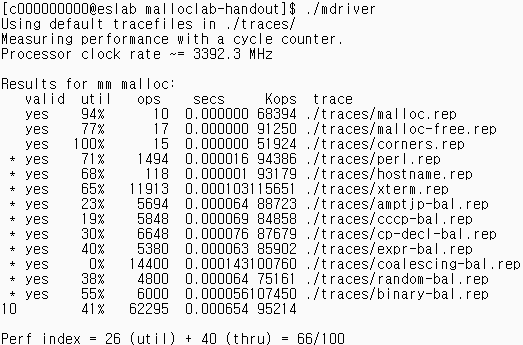 [c000000000@eslab malloclab-handout]$ ./mdriver
Using default tracefiles in ./traces/
Measuring performance with a cycle counter.
Processor clock rate ~= 3392.3 MHz
Results for mm malloc:
valid util ops secs Kops trace
yes 94% 10 0.000000 68394 ./traces/malloc.rep
yes 77% 17 0.000000 91250 ./traces/malloc-free.rep
yes 100% 15 0.000000 51924 ./traces/corners.rep
* yes 71% 1494 0.000016 94386 ./traces/perl.rep
* yes 68% 118 0.000001 93179 ./traces/hostname.rep
* yes 65% 11913 0.000103115651 ./traces/xterm.rep
* yes 23% 5694 0.000064 88723 ./traces/amptjp-bal.rep
* yes 19% 5848 0.000069 84858 ./traces/cccp-bal.rep
* yes 30% 6648 0.000076 87679 ./traces/cp-decl-bal.rep
* yes 40% 5380 0.000063 85902 ./traces/expr-bal.rep
* yes 0% 14400 0.000143100760 ./traces/coalescing-bal.rep
* yes 38% 4800 0.000064 75161 ./traces/random-bal.rep
* yes 55% 6000 0.000056107450 ./traces/binary-bal.rep
10 41% 62295 0.000654 95214
Perf index = 26 (util) + 40 (thru) = 66/100